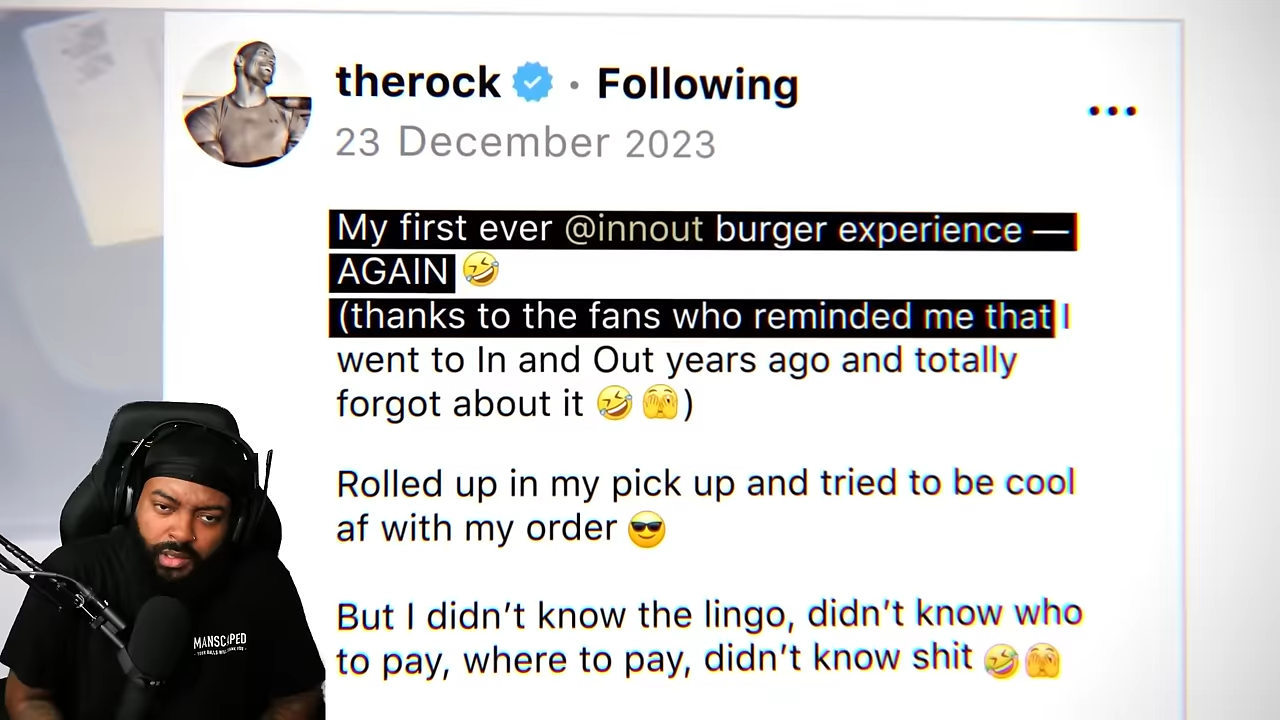 therock • Following
23 December 2023
My first ever @innout burger experience —
AGAIN 🤣
(thanks to the fans who reminded me that I
went to In and Out years ago and totally
forgot about it 🤣 🫣)
Rolled up in my pick up and tried to be cool
af with my order 😎
But I didn’t know the lingo, didn’t know who
to pay, where to pay, didn’t know shit 🤣 🫣
MANSCAPED